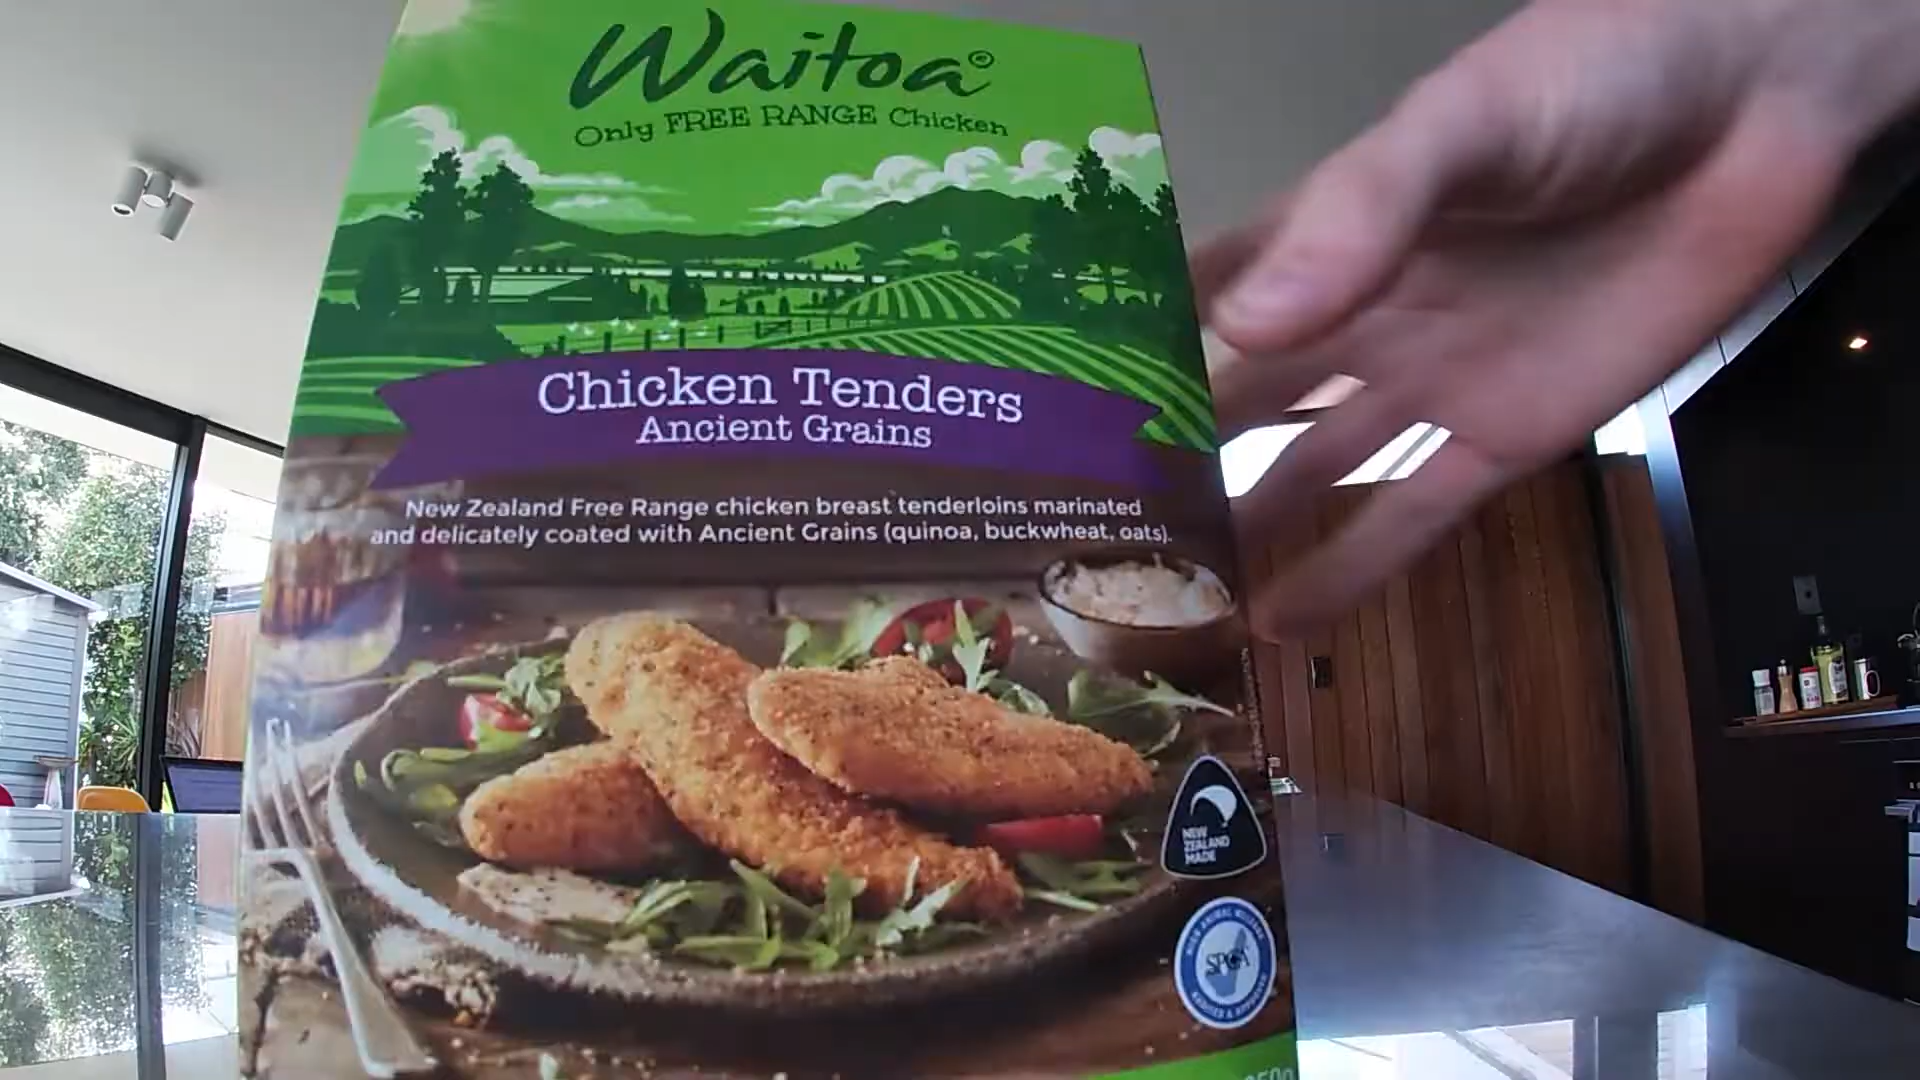 Waitoa®
Only FREE RANGE Chicken
Chicken Tenders
Ancient Grains
New Zealand Free Range chicken breast tenderloins marinated
and delicately coated with Ancient Grains (quinoa, buckwheat, oats).
NEW
ZEALAND
MADE
SPCA